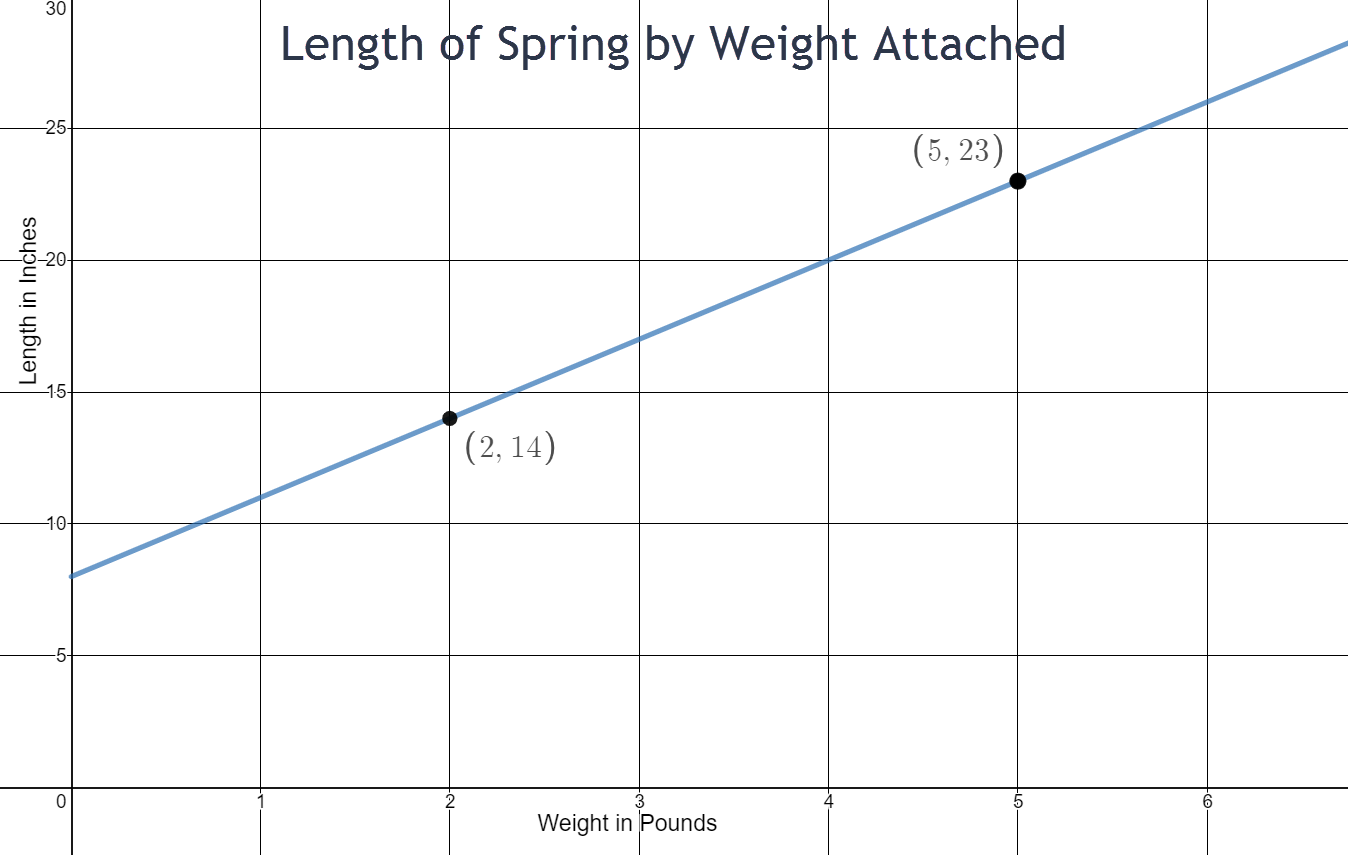 30
Length of Spring by Weight Attached
25
(5, 23)
Length in Inches
20
15
(2, 14)
10
5
0 1 2 3 4 5 6
Weight in Pounds